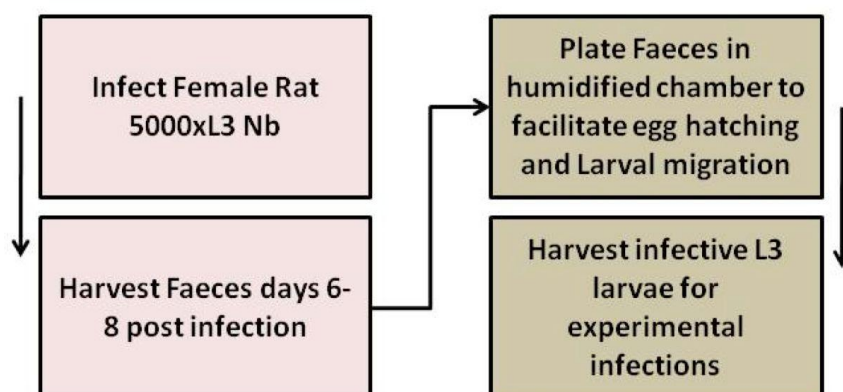 Infect Female Rat
5000xL3 Nb
Harvest Faeces days 6-
8 post infection
Plate Faeces in
humidified chamber to
facilitate egg hatching
and Larval migration
Harvest infective L3
larvae for
experimental
infections